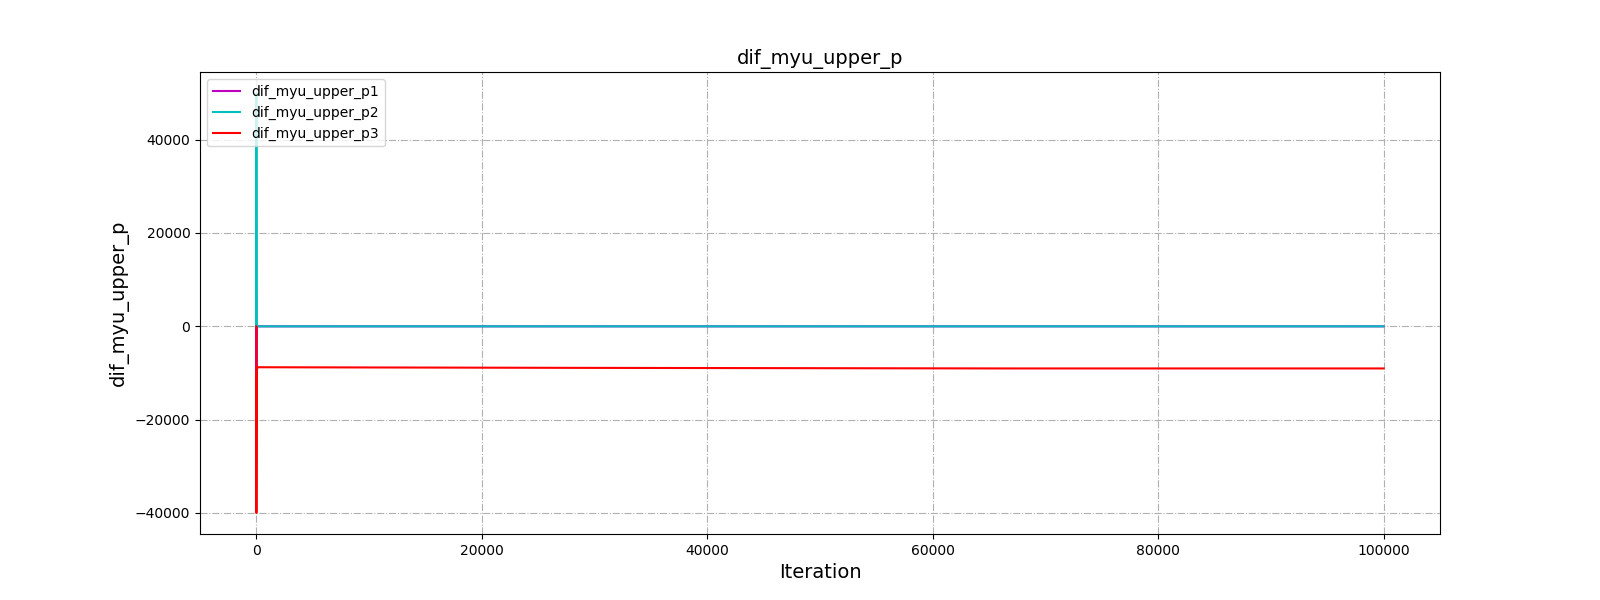 dif_myu_upper_p
dif_myu_upper_p1
dif_myu_upper_p2
dif_myu_upper_p3
dif_myu_upper_p
40000
20000
0
−20000
−40000
0
20000
40000
60000
80000
100000
Iteration